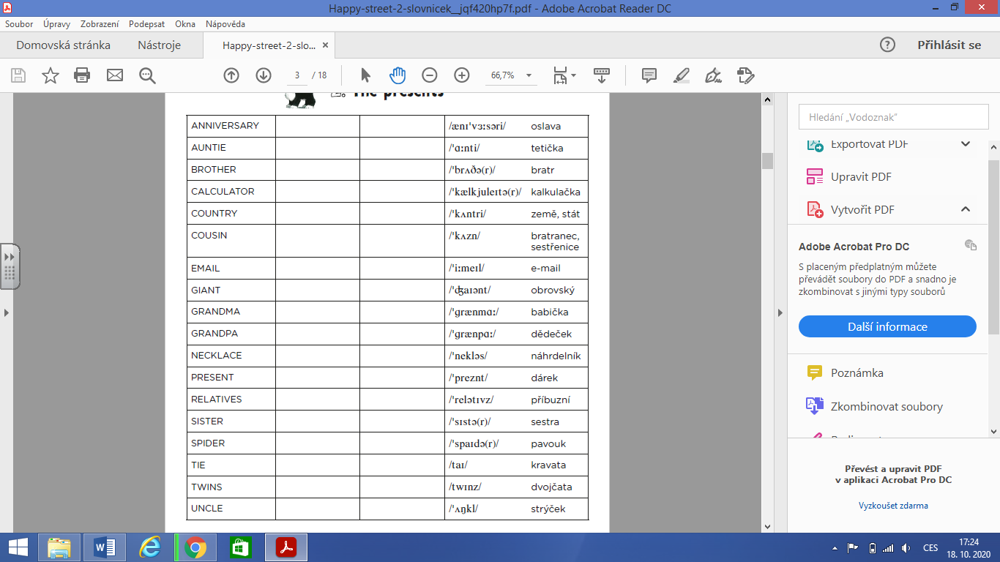 Happy-street-2-slovnicek__jqf420hp7f.pdf - Adobe Acrobat Reader DC
Soubor Úpravy Zobrazení Podepsat Okna Nápověda
Domovská stránka Nástroje Happy-street-2-slo... × Přihlásit se
3 / 18 66,7%
The presents
ANNIVERSARY /ænɪˈvɜːsəri/ oslava
AUNTIE /ˈɑːnti/ tetička
BROTHER /ˈbrʌðə(r)/ bratr
CALCULATOR /ˈkælkjuleɪtə(r)/ kalkulačka
COUNTRY /ˈkʌntri/ země, stát
COUSIN /ˈkʌzn/ bratranec,
sestřenice
EMAIL /ˈiːmeɪl/ e-mail
GIANT /ˈʤaɪənt/ obrovský
GRANDMA /ˈɡrænmɑː/ babička
GRANDPA /ˈɡrænpɑː/ dědeček
NECKLACE /ˈnekləs/ náhrdelník
PRESENT /ˈpreznt/ dárek
RELATIVES /ˈrelətɪvz/ příbuzní
SISTER /ˈsɪstə(r)/ sestra
SPIDER /ˈspaɪdə(r)/ pavouk
TIE /taɪ/ kravata
TWINS /twɪnz/ dvojčata
UNCLE /ˈʌŋkl/ strýček
Hledání „Vodoznak“
Exportovat PDF
Upravit PDF
Vytvořit PDF
Adobe Acrobat Pro DC
S placeným předplatným můžete
převádět soubory do PDF a snadno je
zkombinovat s jinými typy souborů
Další informace
Poznámka
Zkombinovat soubory
Převést a upravit PDF
v aplikaci Acrobat Pro DC
Vyzkoušet zdarma
CES
17:24
18. 10. 2020